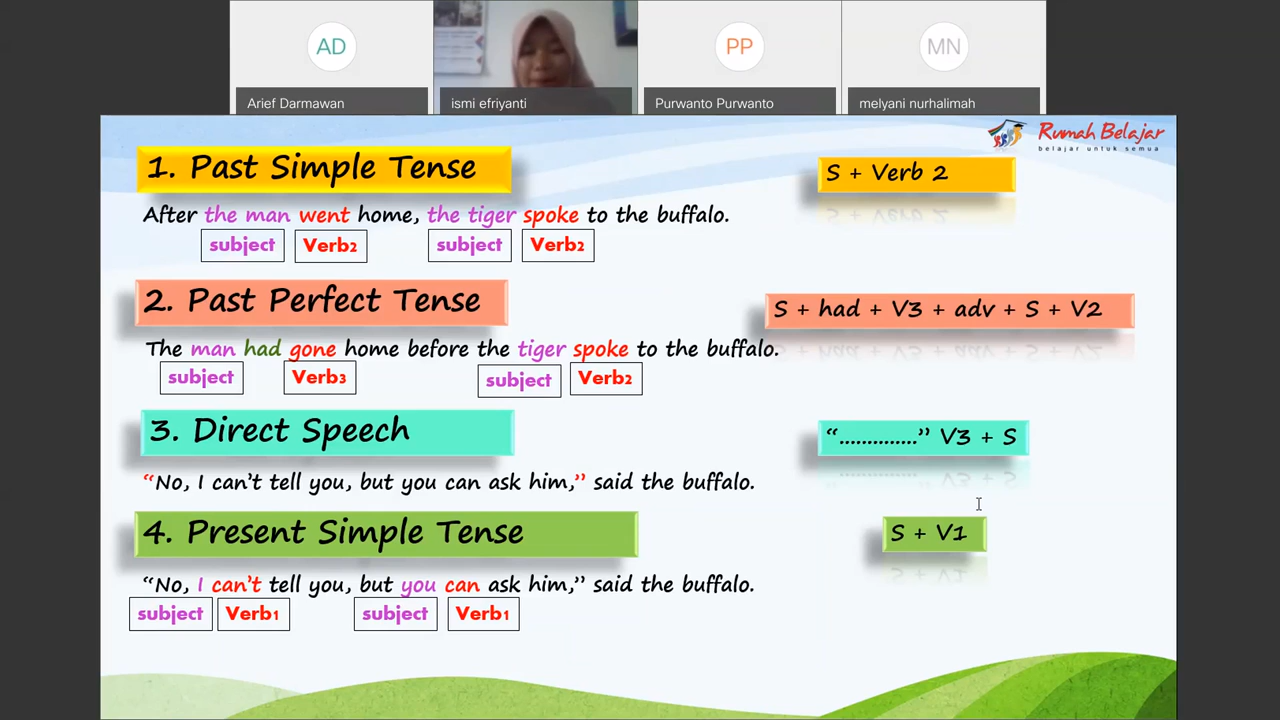 AD
PP
MN
Arief Darmawan
ismi efriyanti
Purwanto Purwanto
melyani nurhalimah
Rumah Belajar
belajar untuk semua
1. Past Simple Tense
S + Verb 2
After the man went home, the tiger spoke to the buffalo.
subject Verb2 subject Verb2
2. Past Perfect Tense
S + had + V3 + adv + S + V2
The man had gone home before the tiger spoke to the buffalo.
subject Verb3 subject Verb2
3. Direct Speech
“..............” V3 + S
“No, I can’t tell you, but you can ask him,” said the buffalo.
4. Present Simple Tense
S + V1
“No, I can’t tell you, but you can ask him,” said the buffalo.
subject Verb1 subject Verb1